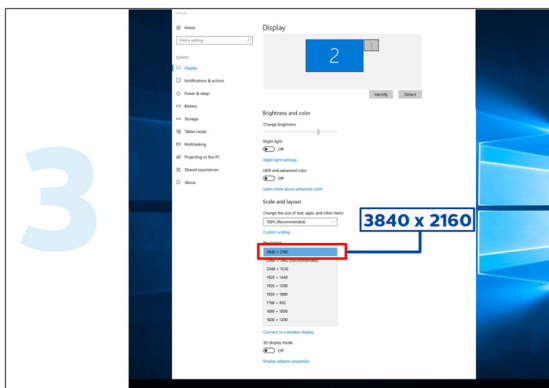 3
Settings
Home
Find a setting
System
Display
Notifications & actions
Power & sleep
Battery
Storage
Tablet mode
Multitasking
Projecting to this PC
Shared experiences
About
Display
2
1
Identify
Detect
Brightness and color
Change brightness
Night light
Off
Night light settings
HDR and advanced color
Off
Learn more about advanced color
Scale and layout
Change the size of text, apps, and other items
100% (Recommended)
Custom scaling
Resolution
3840 × 2160
2560 × 1440 (Recommended)
2048 × 1536
1920 × 1440
1920 × 1200
1920 × 1080
1768 × 992
1680 × 1050
1600 × 1200
Connect to a wireless display
3D display mode
Off
Display adapter properties
3840 x 2160